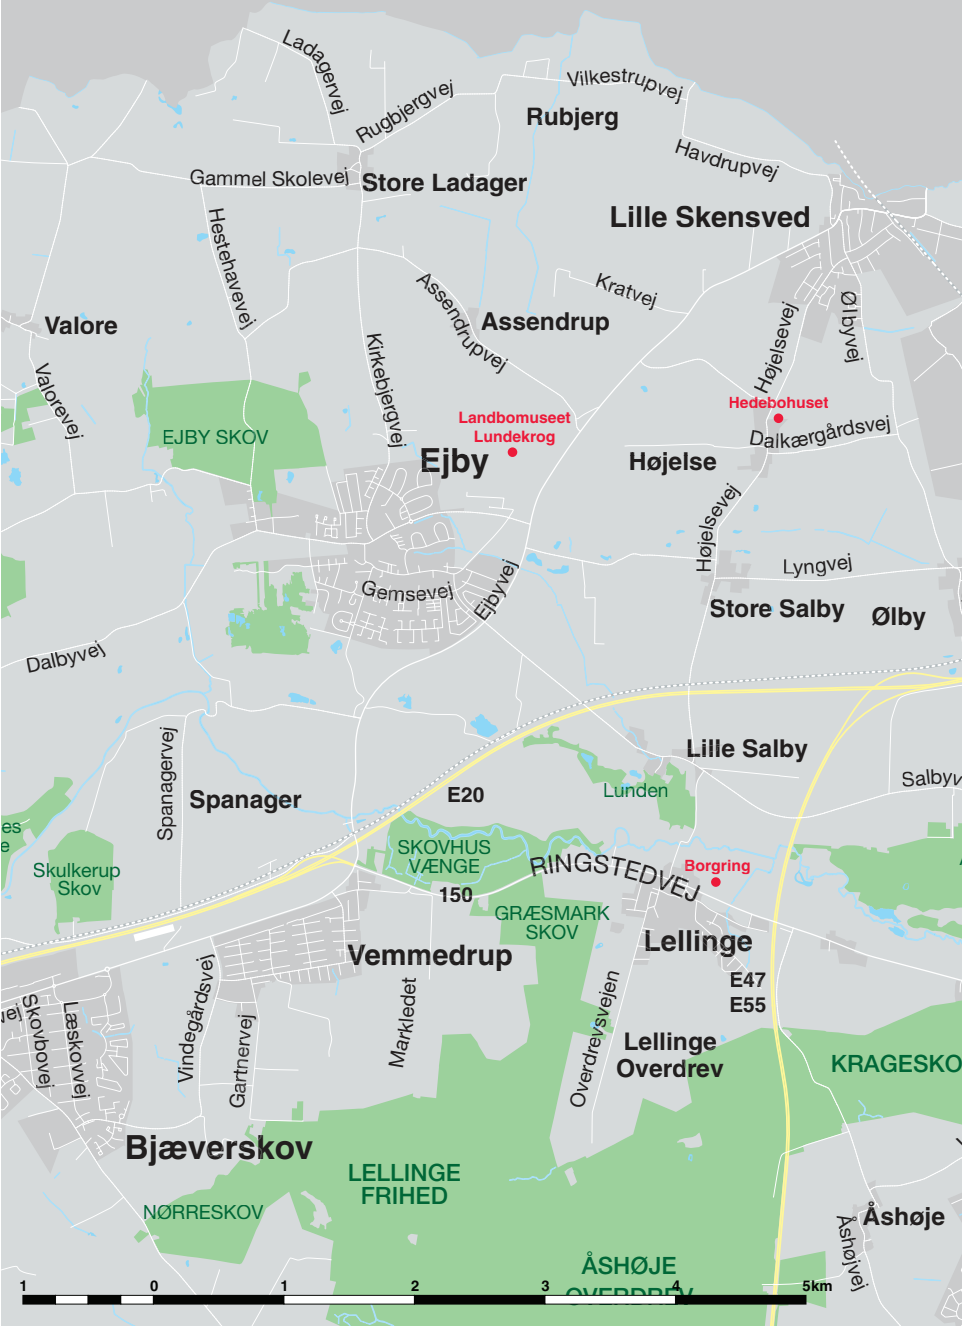 Ladagervej
Rugbjergvej
Vilkestrupvej
Rubjerg
Havdrupvej
Gammel Skolevej
Store Ladager
Lille Skensved
Hestehavevej
Assendrupvej
Kratvej
Ølbyvej
Valore
Assendrup
Højelsevej
Kirkebjergvej
Valorevej
Hedebohuset
Landbomuseet
Lundekrog
EJBY SKOV
Dalkærgårdsvej
Ejby
Højelse
Højelsevej
Lyngvej
Gemsevej
Ejbyvej
Store Salby
Ølby
Dalbyvej
Spanagervej
Lille Salby
Salbyv
Spanager
E20
Lunden
es
e
SKOVHUS
VÆNGE
RINGSTEDVEJ
Borgring
Skulkerup
Skov
150
GRÆSMARK
SKOV
Lellinge
Vemmedrup
E47
E55
Vindegårdsvej
Markledet
Overdrevsvejen
vej
Skovbovej
Læskovvej
Gartnervej
Lellinge
Overdrev
KRAGESKO
Bjæverskov
LELLINGE
FRIHED
NØRRESKOV
Åshøje
Åshøjvej
ÅSHØJE
OVERDREV
1 0 1 2 3 4 5km